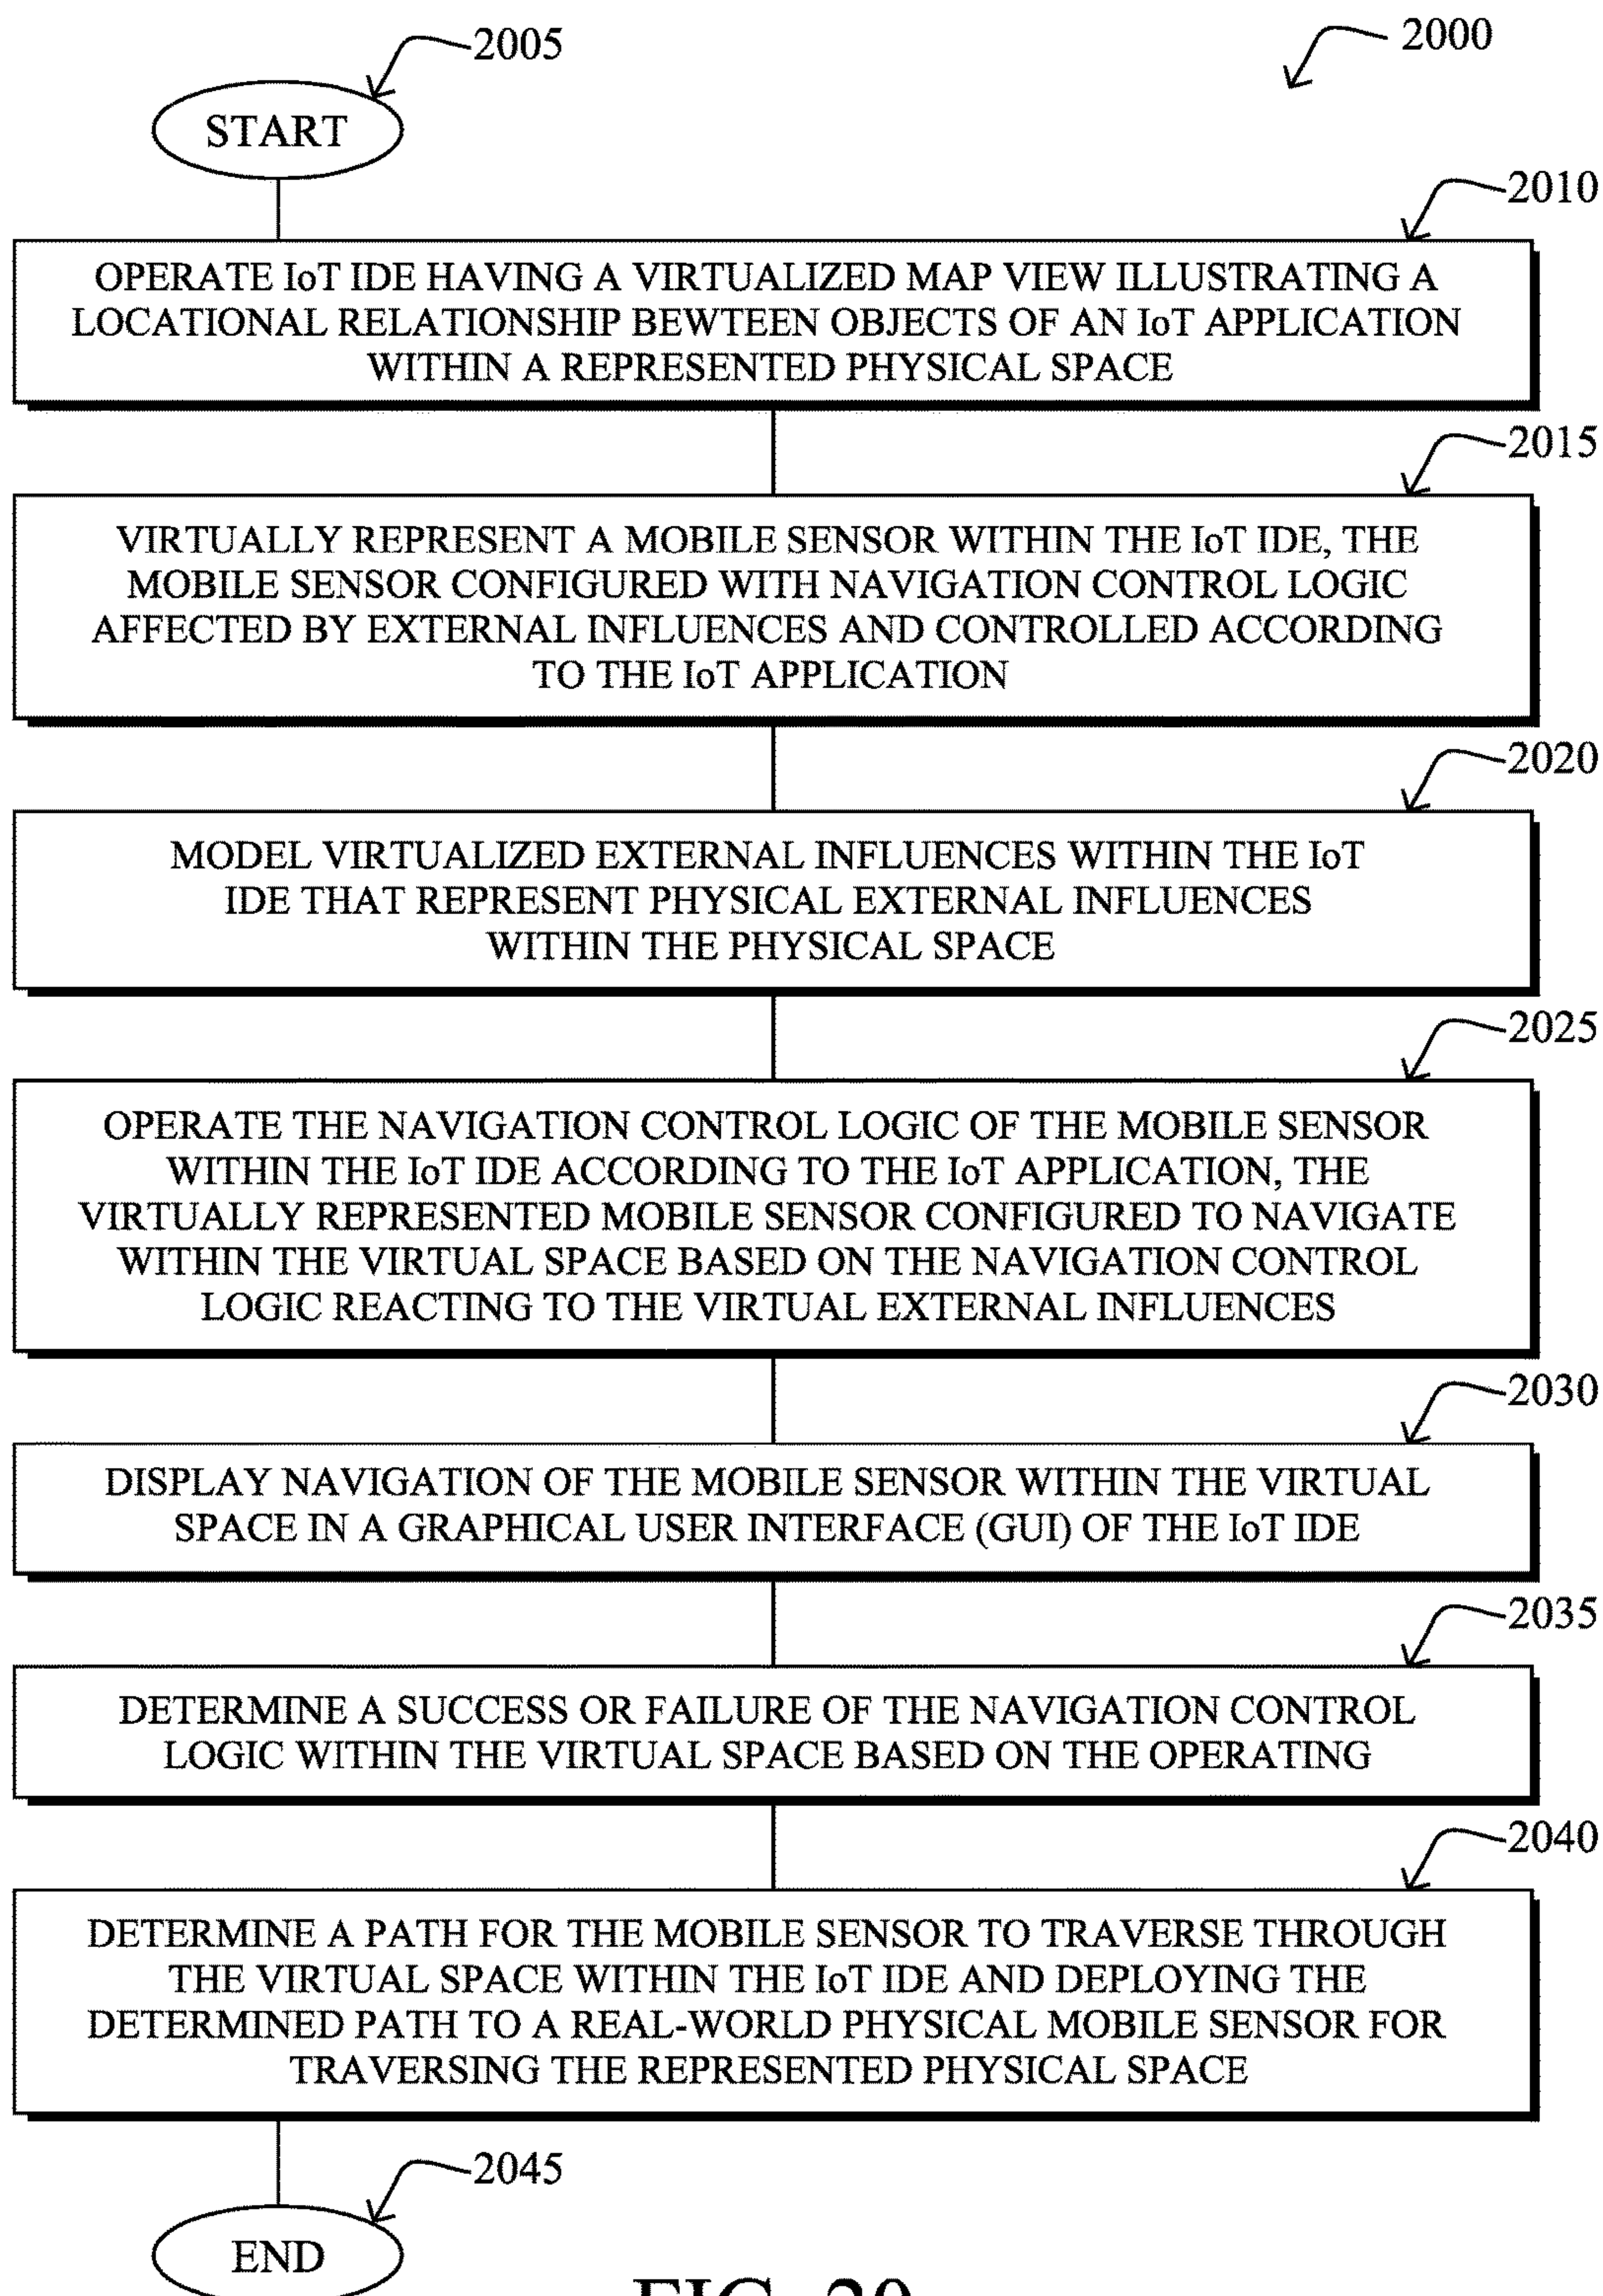 2005
2000
START
2010
OPERATE IoT IDE HAVING A VIRTUALIZED MAP VIEW ILLUSTRATING A
LOCATIONAL RELATIONSHIP BEWTEEN OBJECTS OF AN IoT APPLICATION
WITHIN A REPRESENTED PHYSICAL SPACE
2015
VIRTUALLY REPRESENT A MOBILE SENSOR WITHIN THE IoT IDE, THE
MOBILE SENSOR CONFIGURED WITH NAVIGATION CONTROL LOGIC
AFFECTED BY EXTERNAL INFLUENCES AND CONTROLLED ACCORDING
TO THE IoT APPLICATION
2020
MODEL VIRTUALIZED EXTERNAL INFLUENCES WITHIN THE IoT
IDE THAT REPRESENT PHYSICAL EXTERNAL INFLUENCES
WITHIN THE PHYSICAL SPACE
2025
OPERATE THE NAVIGATION CONTROL LOGIC OF THE MOBILE SENSOR
WITHIN THE IoT IDE ACCORDING TO THE IoT APPLICATION, THE
VIRTUALLY REPRESENTED MOBILE SENSOR CONFIGURED TO NAVIGATE
WITHIN THE VIRTUAL SPACE BASED ON THE NAVIGATION CONTROL
LOGIC REACTING TO THE VIRTUAL EXTERNAL INFLUENCES
2030
DISPLAY NAVIGATION OF THE MOBILE SENSOR WITHIN THE VIRTUAL
SPACE IN A GRAPHICAL USER INTERFACE (GUI) OF THE IoT IDE
2035
DETERMINE A SUCCESS OR FAILURE OF THE NAVIGATION CONTROL
LOGIC WITHIN THE VIRTUAL SPACE BASED ON THE OPERATING
2040
DETERMINE A PATH FOR THE MOBILE SENSOR TO TRAVERSE THROUGH
THE VIRTUAL SPACE WITHIN THE IoT IDE AND DEPLOYING THE
DETERMINED PATH TO A REAL-WORLD PHYSICAL MOBILE SENSOR FOR
TRAVERSING THE REPRESENTED PHYSICAL SPACE
2045
END
FIG. 20